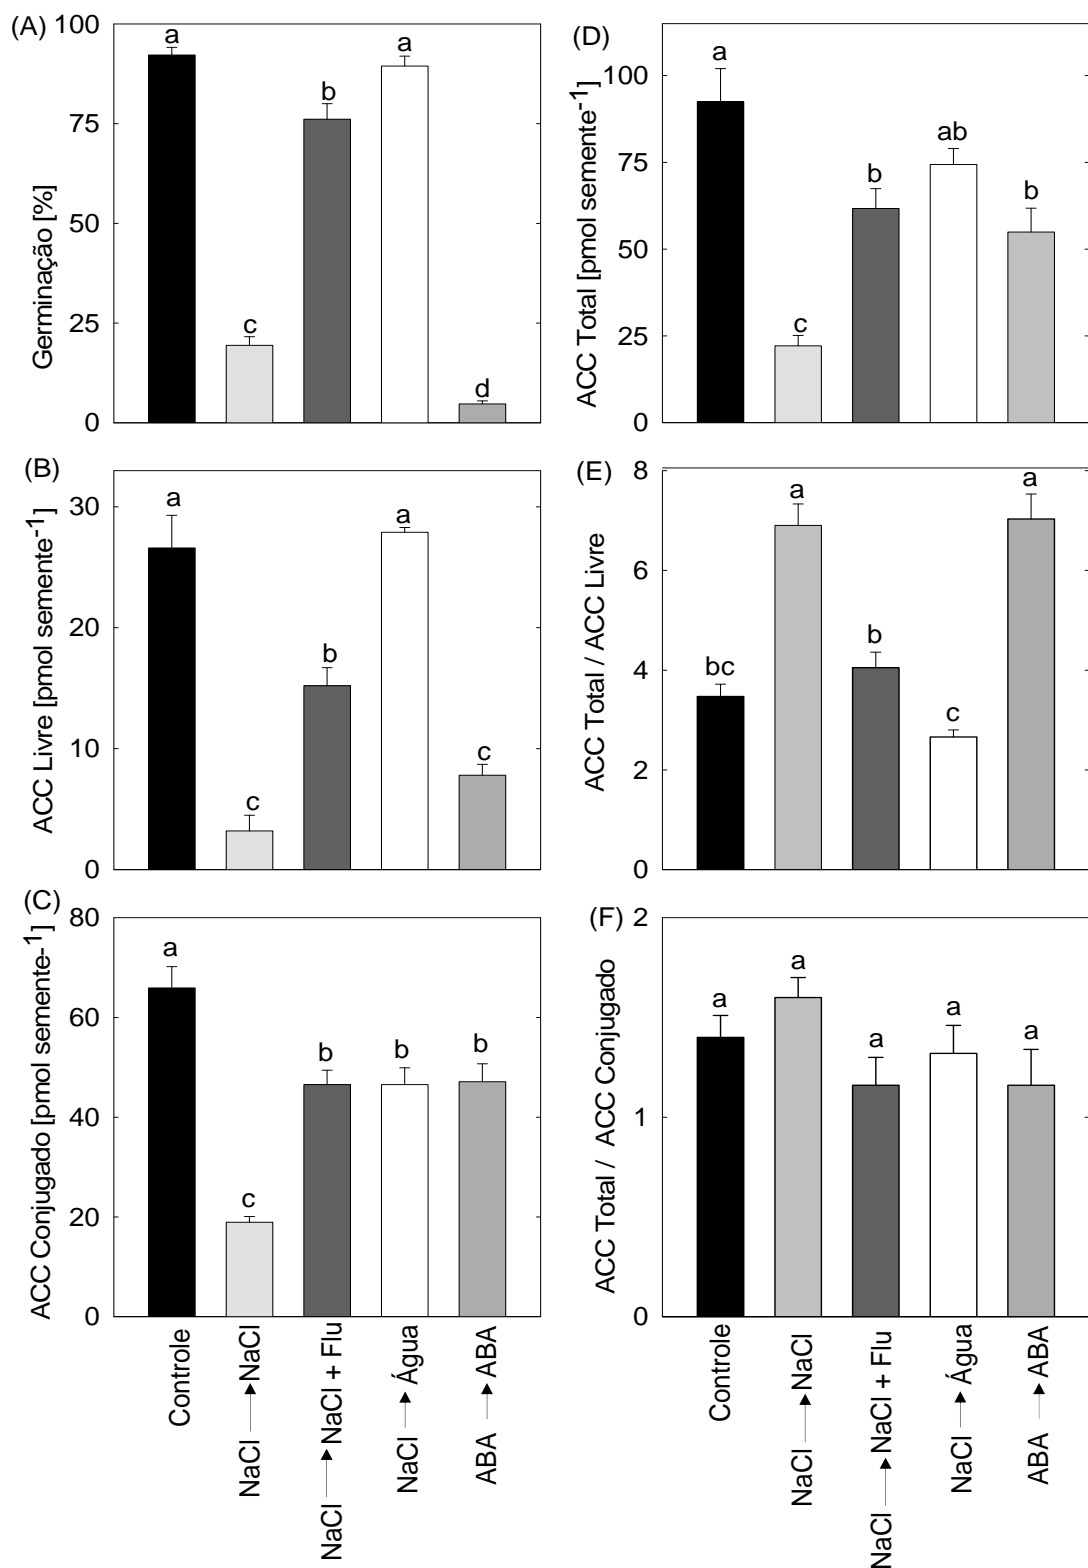 (A)
Germinação [%]
100
75
50
25
0
a
c
b
a
d
(D)
ACC Total [pmol semente-1]
100
75
50
25
0
a
c
b
ab
b
(B)
ACC Livre [pmol semente-1]
30
20
10
0
a
c
b
a
c
(E)
ACC Total / ACC Livre
8
6
4
2
0
bc
a
b
c
a
(C)
ACC Conjugado [pmol semente-1]
80
60
40
20
0
a
c
b
b
b
Controle
NaCl → NaCl
NaCl → NaCl + Flu
NaCl → Água
ABA → ABA
(F)
ACC Total / ACC Conjugado
2
1
0
a
a
a
a
a
Controle
NaCl → NaCl
NaCl → NaCl + Flu
NaCl → Água
ABA → ABA